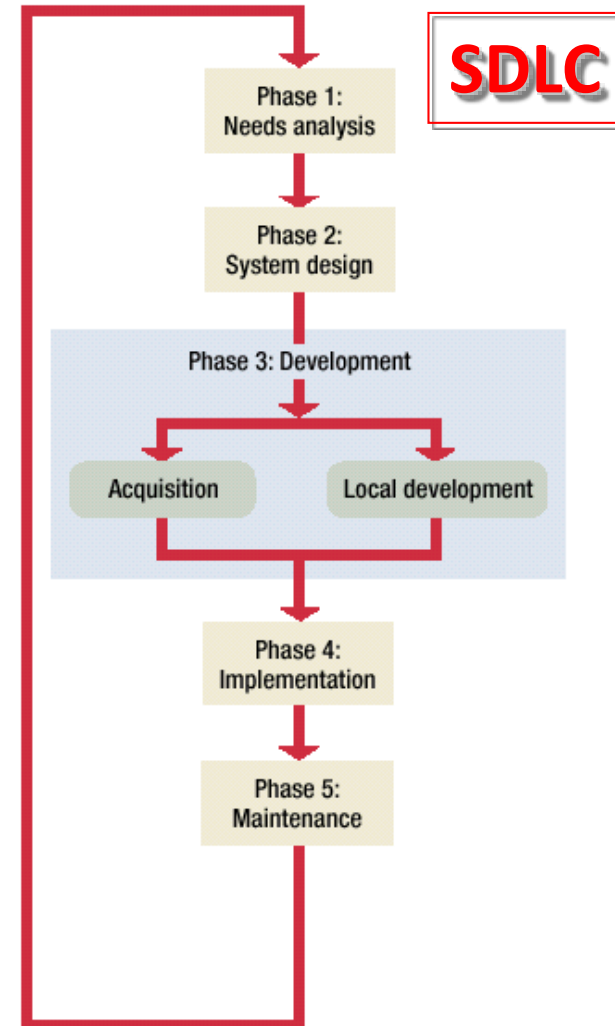 SDLC
Phase 1:
Needs analysis
Phase 2:
System design
Phase 3: Development
Acquisition
Local development
Phase 4:
Implementation
Phase 5:
Maintenance